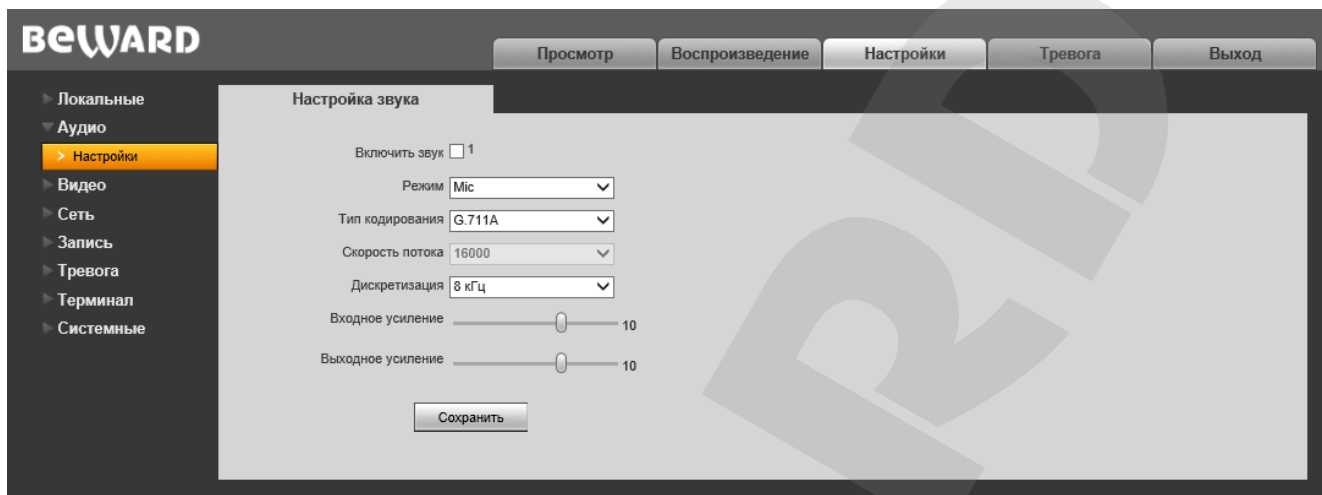 BEWARD
Просмотр
Воспроизведение
Настройки
Тревога
Выход
Локальные
Аудио
> Настройки
Видео
Сеть
Запись
Тревога
Терминал
Системные
Настройка звука
Включить звук 1
Режим Mic
Тип кодирования G.711A
Скорость потока 16000
Дискретизация 8 кГц
Входное усиление 10
Выходное усиление 10
Сохранить
RD